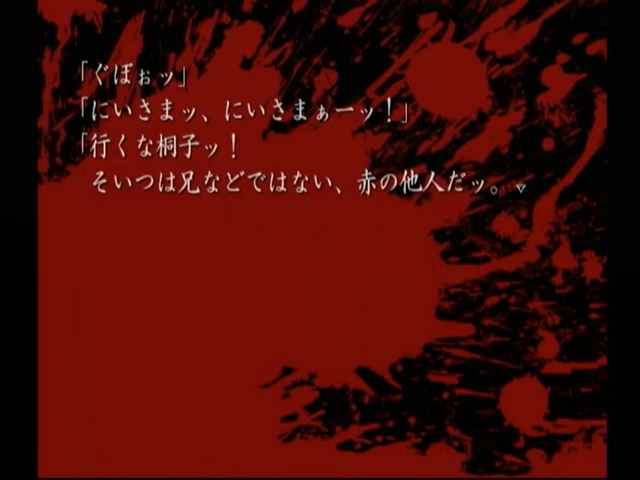 「ぐぼぉッ」
「にいさまッ、にいさまぁーッ！」
「行くな桐子ッ！
そいつは兄などではない、赤の他人だッ。